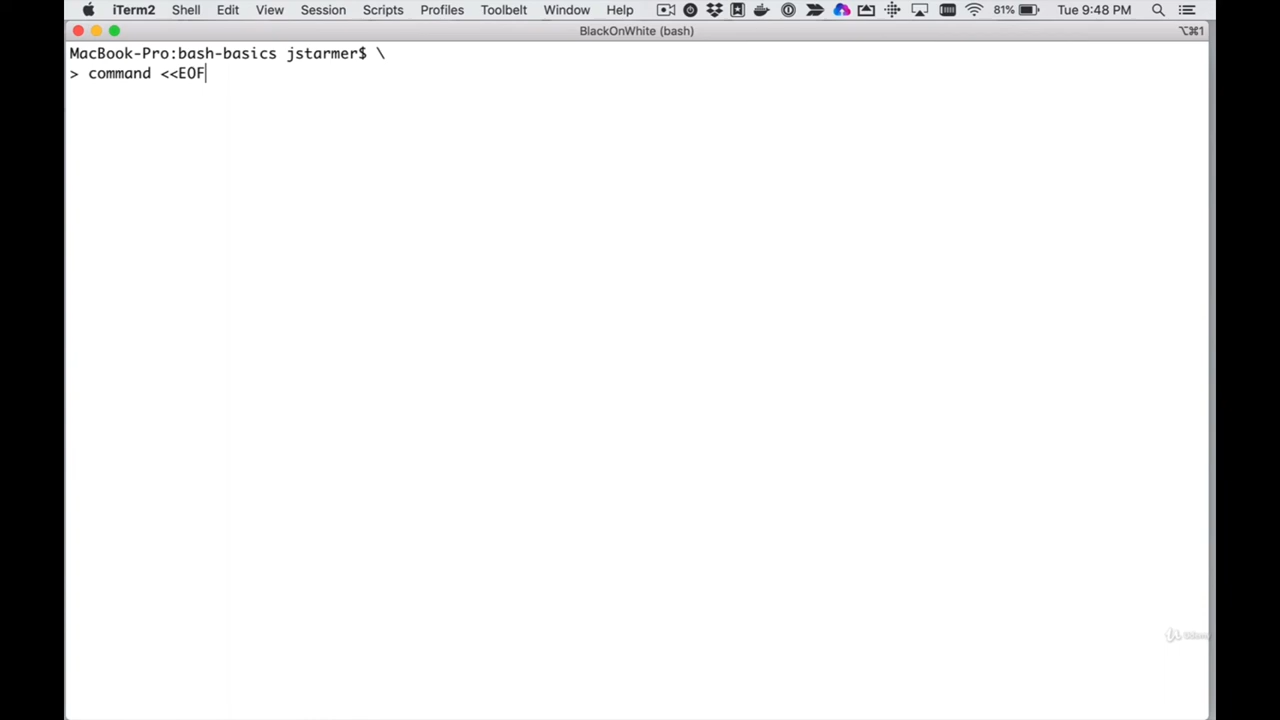 iTerm2 Shell Edit View Session Scripts Profiles Toolbelt Window Help 81% Tue 9:48 PM
BlackOnWhite (bash) ⌥⌘1
MacBook-Pro:bash-basics jstarmer$ \
> command <<EOF
Udemy